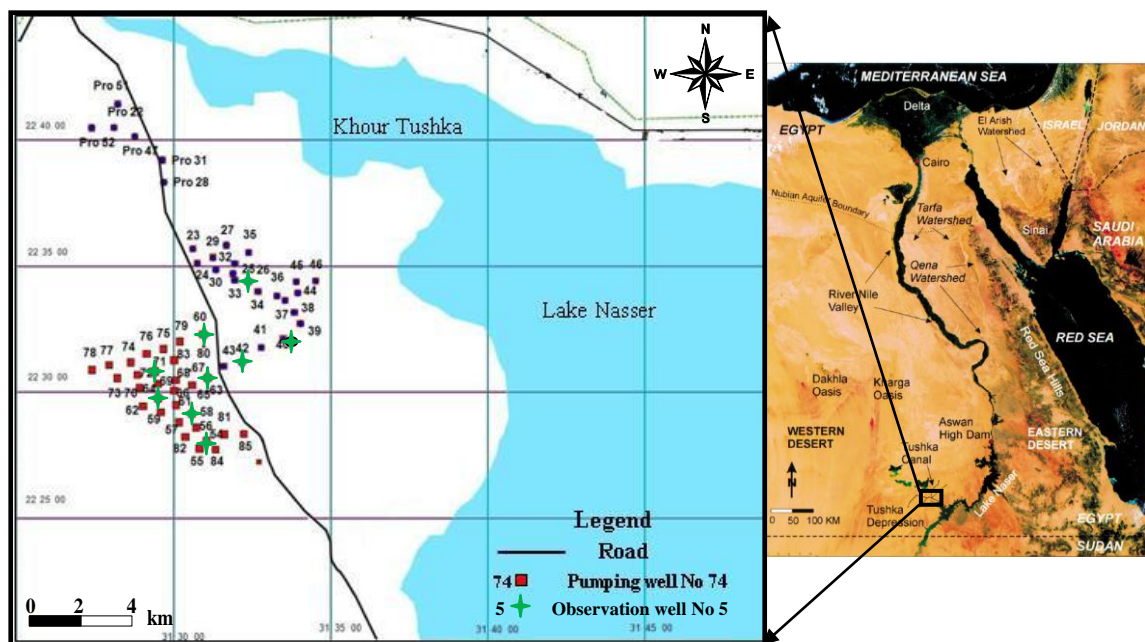 N
W E
S
Khour Tushka
Lake Nasser
Pro 51
Pro 22
Pro 52
Pro 47
Pro 31
Pro 28
22 40 00
22 35 00
22 30 00
22 25 00
23
27
35
29
32
24
30
33
26
34
36
45
46
44
37
38
39
41
42
43
60
79
80
75
76
74
77
78
83
71
73
70
68
67
63
65
62
59
57
58
56
54
81
82
55
84
85
Legend
Road
74 Pumping well No 74
5 Observation well No 5
0 2 4 km
31 30 00
31 35 00
31 40 00
31 45 00
MEDITERRANEAN SEA
Delta
EGYPT
El Arish
Watershed
ISRAEL
JORDAN
Cairo
Nubian Aquifer Boundary
Tarfa
Watershed
Sinai
SAUDI
ARABIA
Qena
Watershed
River Nile
Valley
RED SEA
Red Sea Hills
Dakhla
Oasis
Kharga
Oasis
Aswan
High Dam
WESTERN
DESERT
EASTERN
DESERT
Tushka
Canal
N
0 50 100 KM
Tushka
Depression
Lake Naser
EGYPT
SUDAN